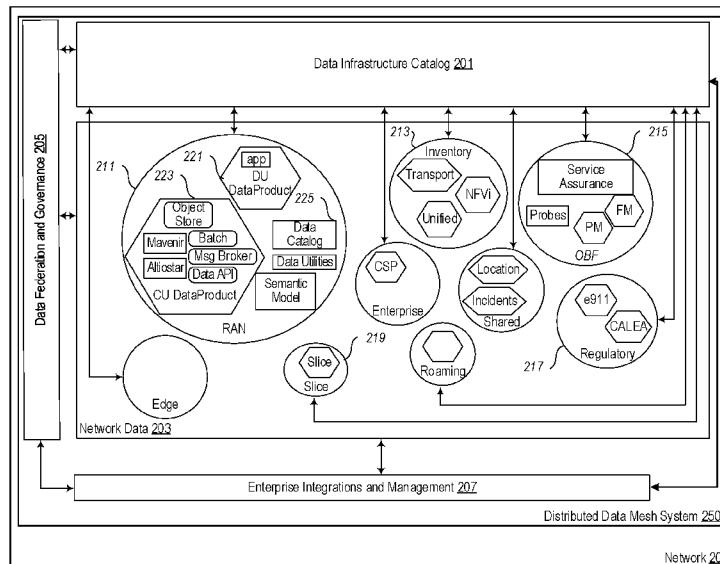 Data Infrastructure Catalog 201
Data Federation and Governance 205
211
221
223
225
app
DU
DataProduct
Object
Store
Batch
Mavenir
Msg Broker
Altiostar
Data API
CU DataProduct
Data
Catalog
Data Utilities
Semantic
Model
RAN
213
Inventory
Transport
NFVi
Unified
215
Service
Assurance
Probes
FM
PM
OBF
CSP
Enterprise
Location
Incidents
Shared
e911
CALEA
Regulatory
217
Edge
219
Slice
Slice
Roaming
Network Data 203
Enterprise Integrations and Management 207
Distributed Data Mesh System 250
Network